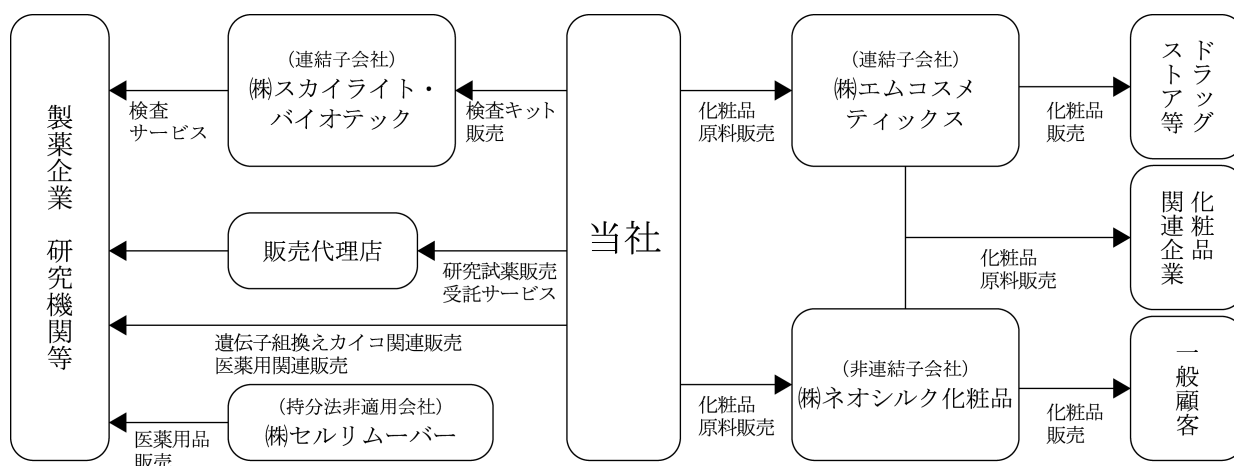 製薬企業 研究機関等
検査
サービス
(連結子会社)
㈱スカイライト・
バイオテック
検査キット
販売
販売代理店
研究試薬販売
受託サービス
遺伝子組換えカイコ関連販売
医薬用関連販売
(持分法非適用会社)
㈱セルリムーバー
医薬用品
販売
当社
化粧品
原料販売
(連結子会社)
㈱エムコスメ
ティックス
化粧品
販売
ドラッグ
ストア等
化粧品
原料販売
化粧品
関連企業
化粧品
原料販売
(非連結子会社)
㈱ネオシルク化粧品
化粧品
販売
一般顧客